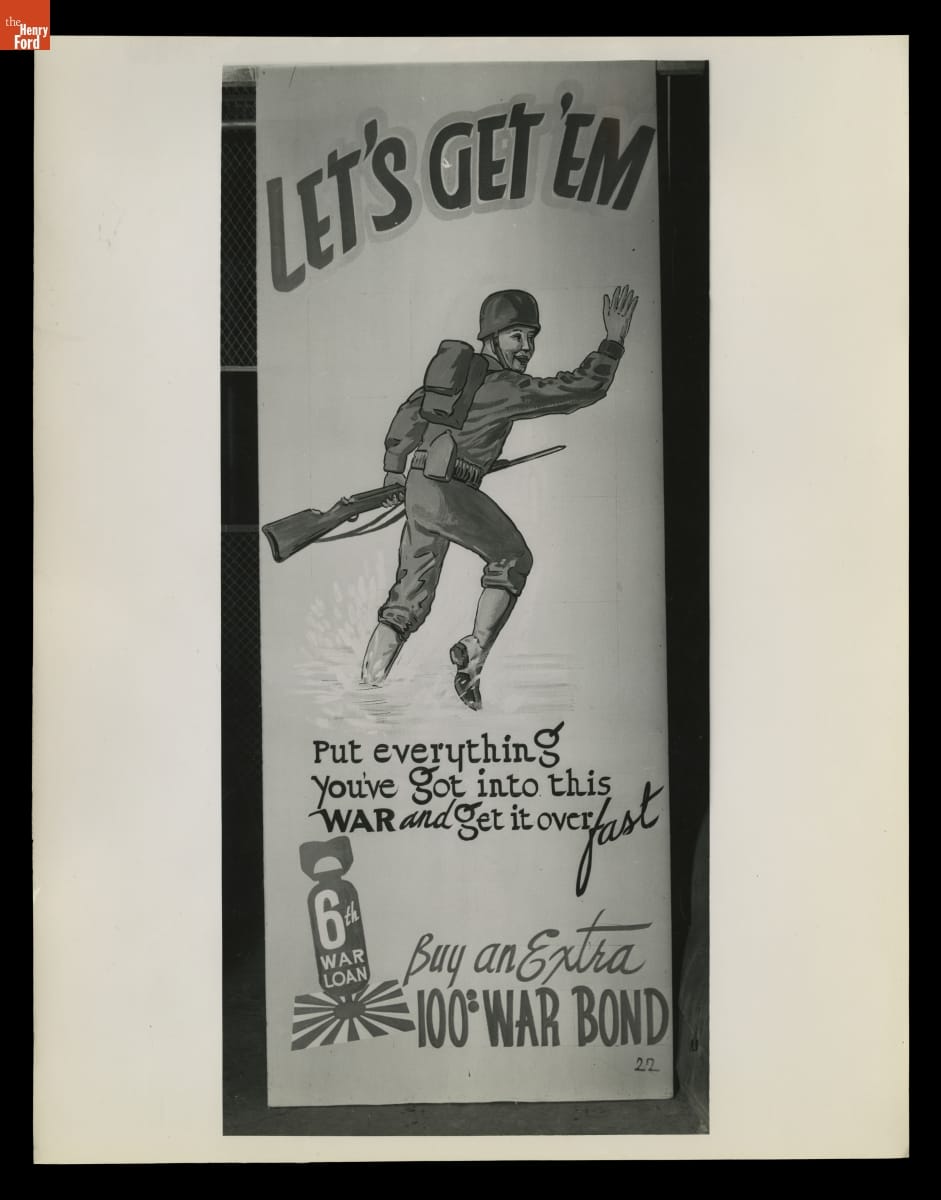 the
Henry
Ford
LET'S GET 'EM
Put everything
you've got into this
WAR and get it over fast
6th
WAR
LOAN
Buy an Extra
100.00 WAR BOND
22